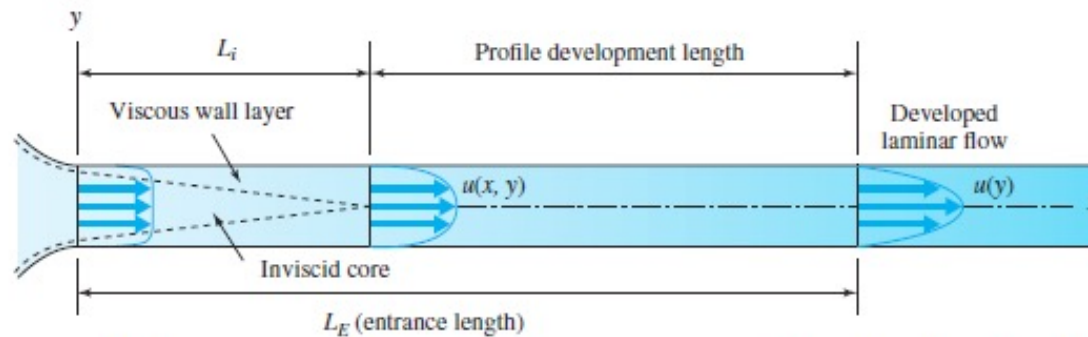 y
L_i
Profile development length
Viscous wall layer
Developed
laminar flow
u(x, y)
u(y)
Inviscid core
L_E (entrance length)